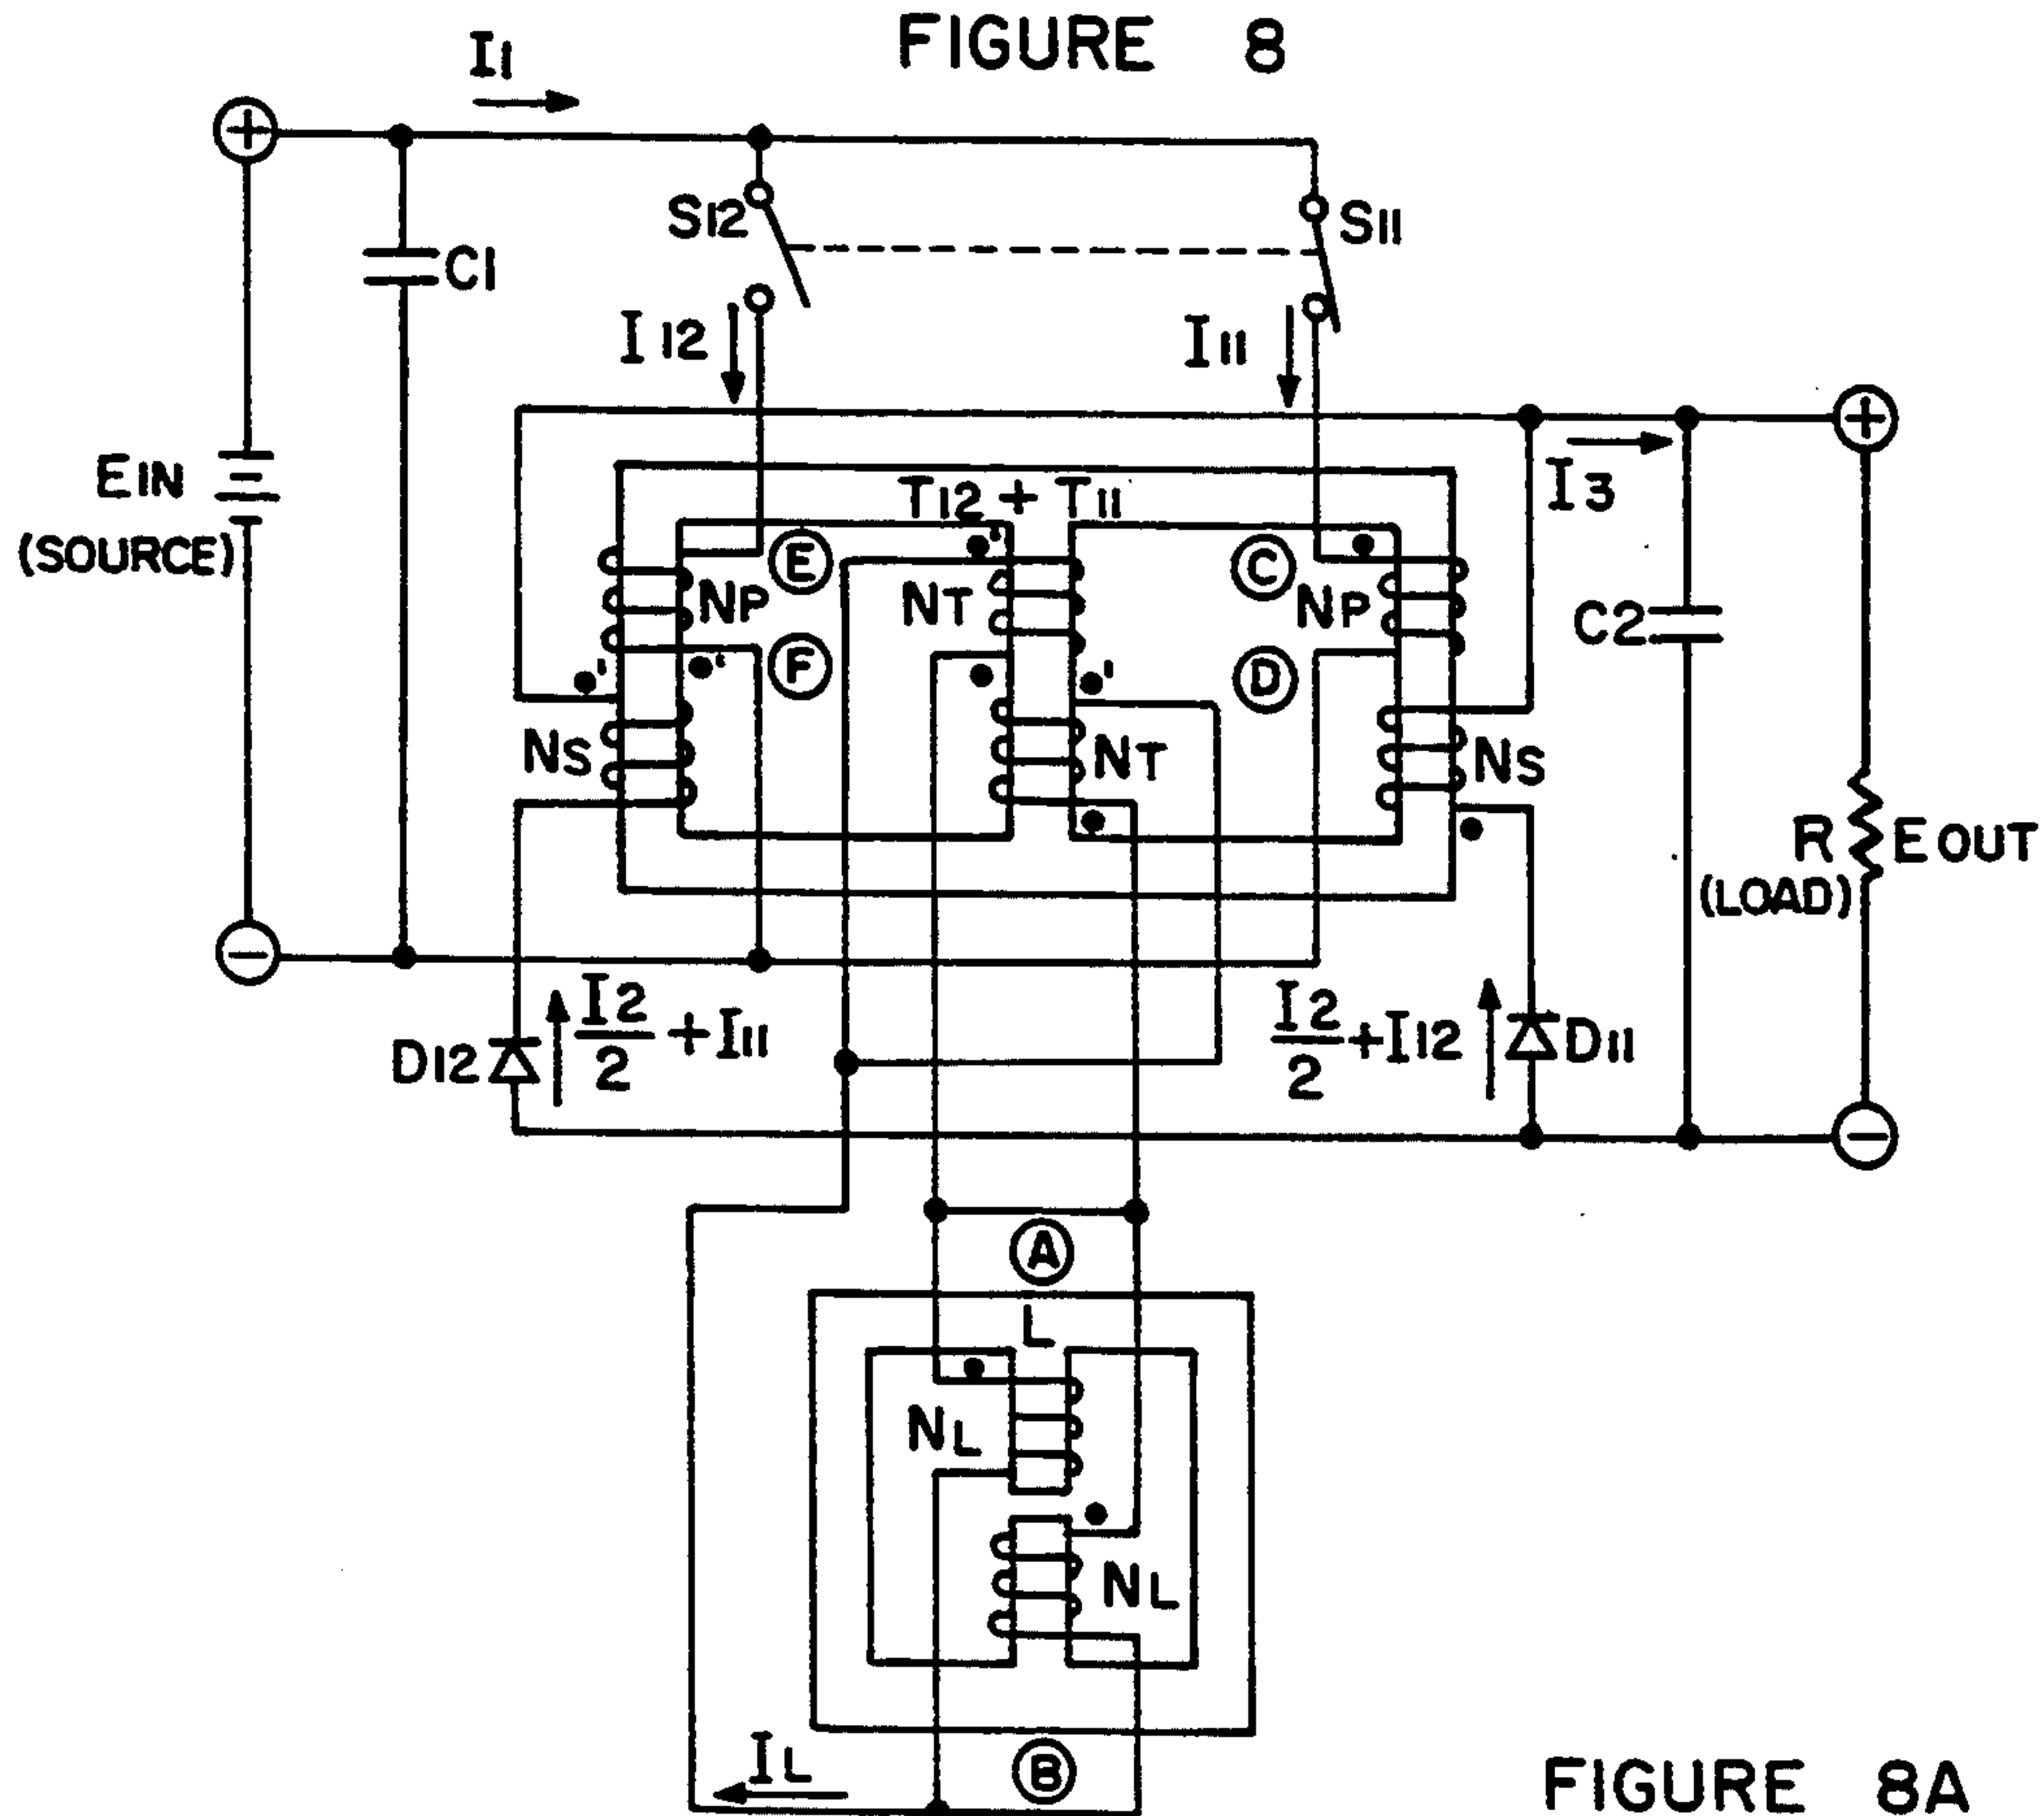 FIGURE 8
I1
S12
S11
C1
I12
I11
EIN
(SOURCE)
T12 + T11
I3
E
C
NP
NT
NP
C2
F
D
NS
NT
NS
R
EOUT
(LOAD)
D12
I2/2 + I11
I2/2 + I12
D11
A
L
NL
NL
IL
B
FIGURE 8A